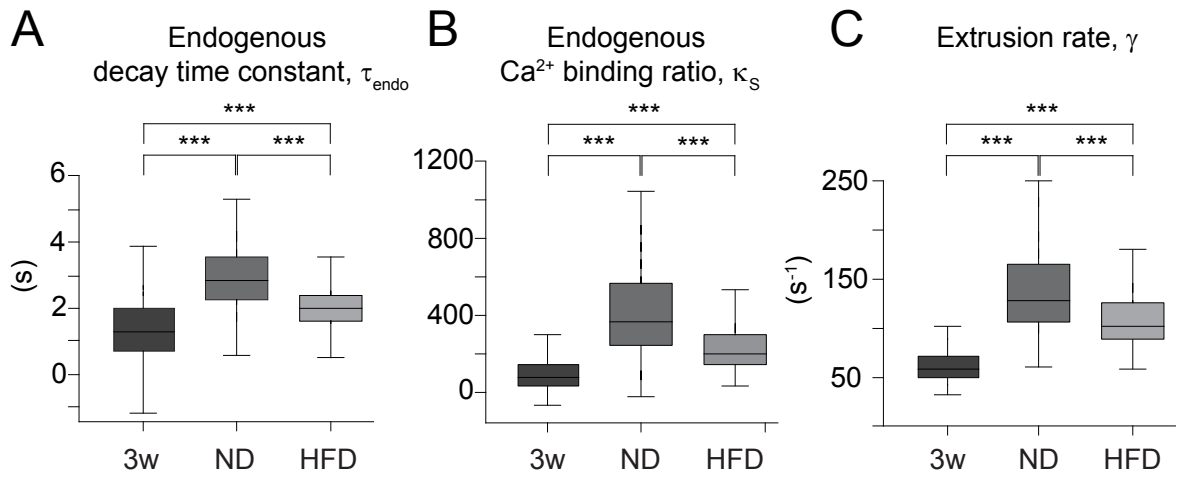 A
Endogenous
decay time constant, τendo
***
***
***
6
4
2
0
(s)
3w
ND
HFD
B
Endogenous
Ca²⁺ binding ratio, κS
***
***
***
1200
800
400
0
3w
ND
HFD
C
Extrusion rate, γ
***
***
***
250
150
50
(s⁻¹)
3w
ND
HFD